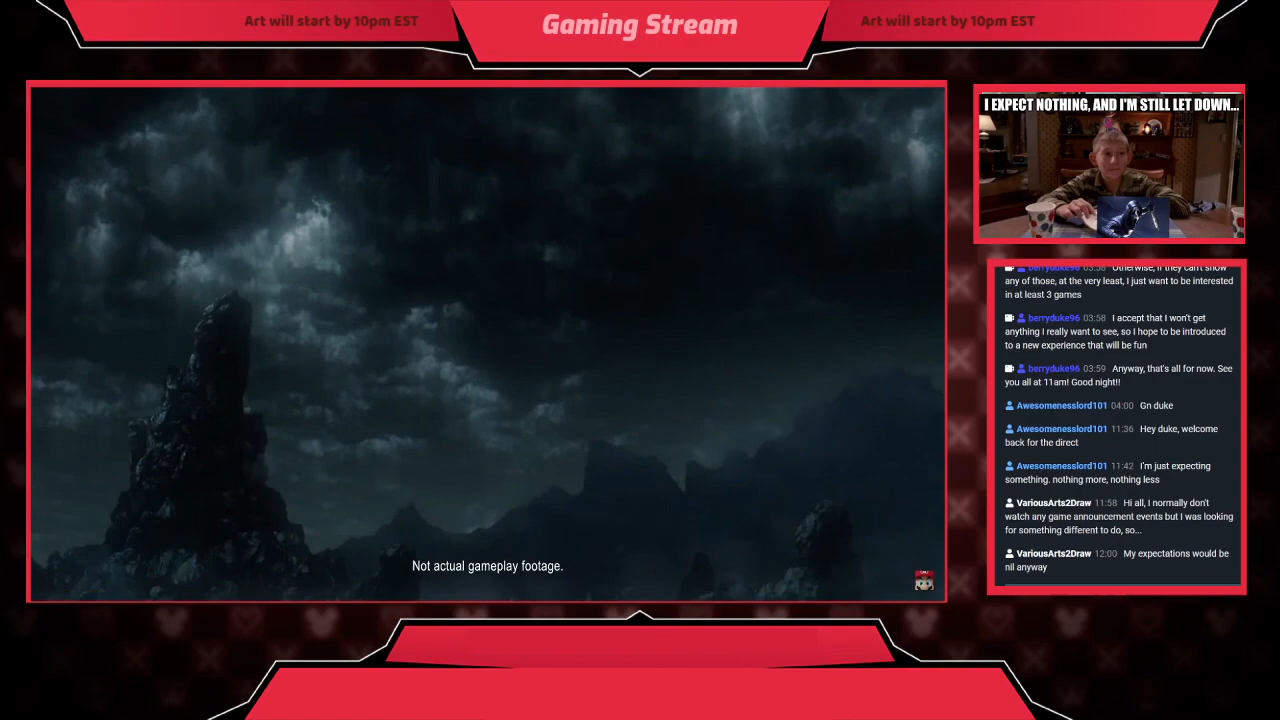 Art will start by 10pm EST
Gaming Stream
Art will start by 10pm EST
I EXPECT NOTHING, AND I'M STILL LET DOWN...
berryduke96 03:58 Otherwise, if they can't show
any of those, at the very least, I just want to be interested
in at least 3 games
berryduke96 03:58 I accept that I won't get
anything I really want to see, so I hope to be introduced
to a new experience that will be fun
berryduke96 03:59 Anyway, that's all for now. See
you all at 11am! Good night!!
Awesomenesslord101 04:00 Gn duke
Awesomenesslord101 11:36 Hey duke, welcome
back for the direct
Awesomenesslord101 11:42 I'm just expecting
something. nothing more, nothing less
VariousArts2Draw 11:58 Hi all, I normally don't
watch any game announcement events but I was looking
for something different to do, so...
VariousArts2Draw 12:00 My expectations would be
nil anyway
Not actual gameplay footage.